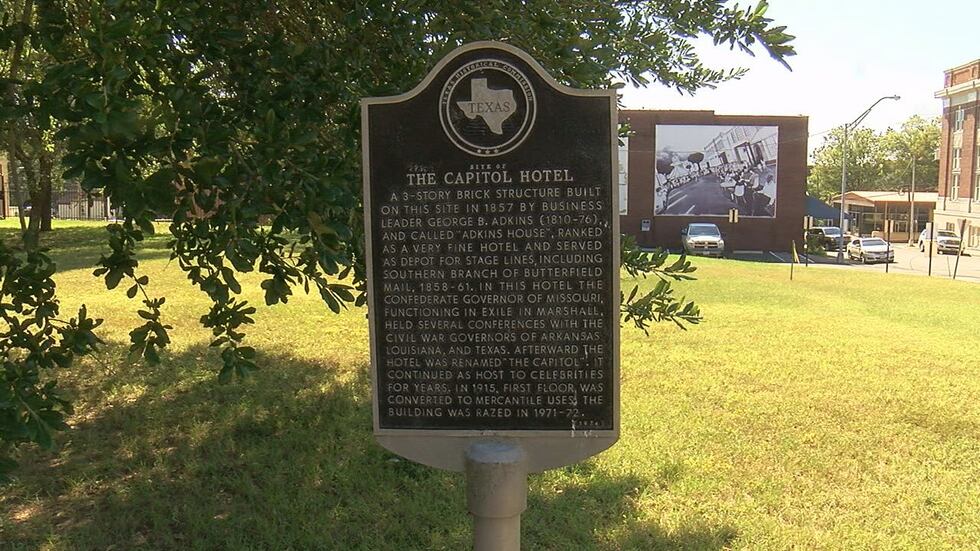 TEXAS HISTORICAL COMMISSION
TEXAS
SITE OF
THE CAPITOL HOTEL
A 3-STORY BRICK STRUCTURE BUILT
ON THIS SITE IN 1857 BY BUSINESS
LEADER GEORGE B. ADKINS (1810-76),
AND CALLED "ADKINS HOUSE", RANKED
AS A VERY FINE HOTEL AND SERVED
AS DEPOT FOR STAGE LINES, INCLUDING
SOUTHERN BRANCH OF BUTTERFIELD
MAIL, 1858-61. IN THIS HOTEL THE
CONFEDERATE GOVERNOR OF MISSOURI,
FUNCTIONING IN EXILE IN MARSHALL,
HELD SEVERAL CONFERENCES WITH THE
CIVIL WAR GOVERNORS OF ARKANSAS
LOUISIANA, AND TEXAS. AFTERWARD THE
HOTEL WAS RENAMED "THE CAPITOL". IT
CONTINUED AS HOST TO CELEBRITIES
FOR YEARS. IN 1915, FIRST FLOOR WAS
CONVERTED TO MERCANTILE USES. THE
BUILDING WAS RAZED IN 1971-72.